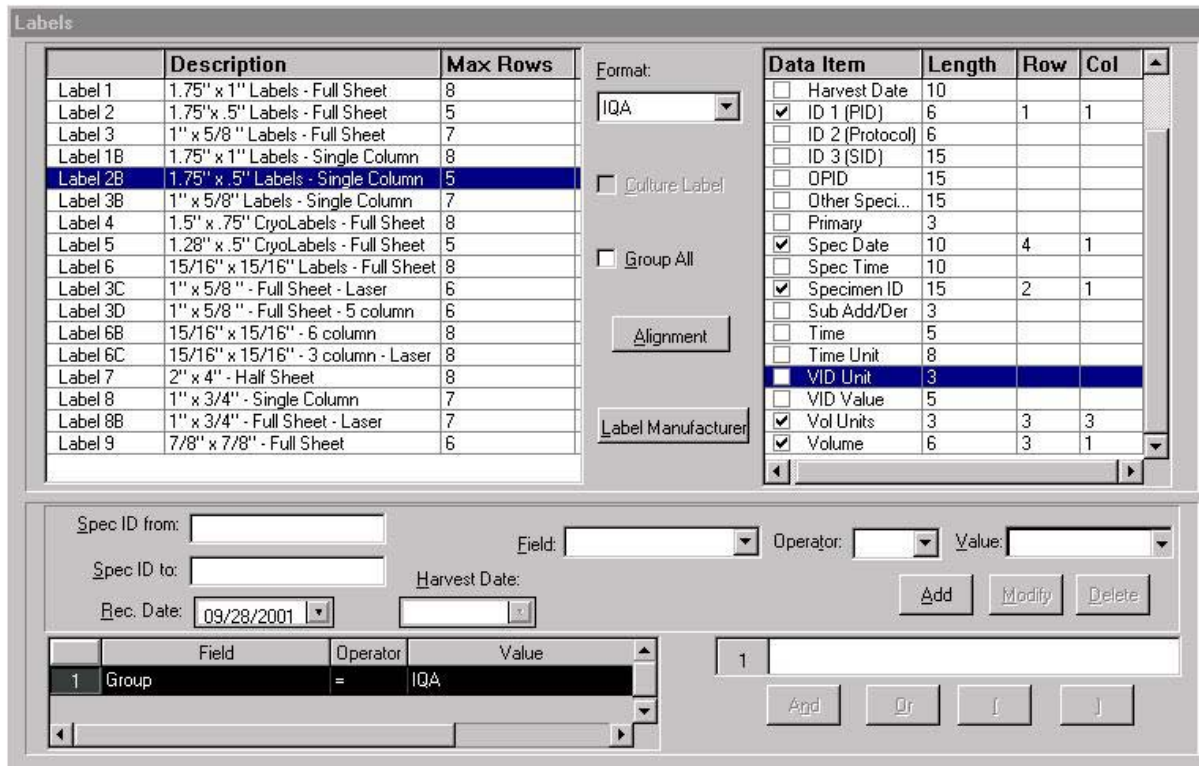 Labels
Description Max Rows
Label 1 1.75" x 1" Labels - Full Sheet 8
Label 2 1.75"x .5" Labels - Full Sheet 5
Label 3 1" x 5/8 " Labels - Full Sheet 7
Label 1B 1.75" x 1" Labels - Single Column 8
Label 2B 1.75" x .5" Labels - Single Column 5
Label 3B 1" x 5/8" Labels - Single Column 7
Label 4 1.5" x .75" CryoLabels - Full Sheet 8
Label 5 1.28" x .5" CryoLabels - Full Sheet 5
Label 6 15/16" x 15/16" Labels - Full Sheet 8
Label 3C 1" x 5/8 " - Full Sheet - Laser 6
Label 3D 1" x 5/8 " - Full Sheet - 5 column 6
Label 6B 15/16" x 15/16" - 6 column 8
Label 6C 15/16" x 15/16" - 3 column - Laser 8
Label 7 2" x 4" - Half Sheet 8
Label 8 1" x 3/4" - Single Column 7
Label 8B 1" x 3/4" - Full Sheet - Laser 7
Label 9 7/8" x 7/8" - Full Sheet 6
Format:
IQA
Culture Label
Group All
Alignment
Label Manufacturer
Data Item Length Row Col
Harvest Date 10
ID 1 (PID) 6 1 1
ID 2 (Protocol) 6
ID 3 (SID) 15
OPID 15
Other Speci... 15
Primary 3
Spec Date 10 4 1
Spec Time 10
Specimen ID 15 2 1
Sub Add/Der 3
Time 5
Time Unit 8
VID Unit 3
VID Value 5
Vol Units 3 3 3
Volume 6 3 1
Spec ID from:
Spec ID to:
Rec. Date: 09/28/2001
Harvest Date:
Field: Operator: Value:
Add Modify Delete
Field Operator Value
1 Group = IQA
1
And Or ( )